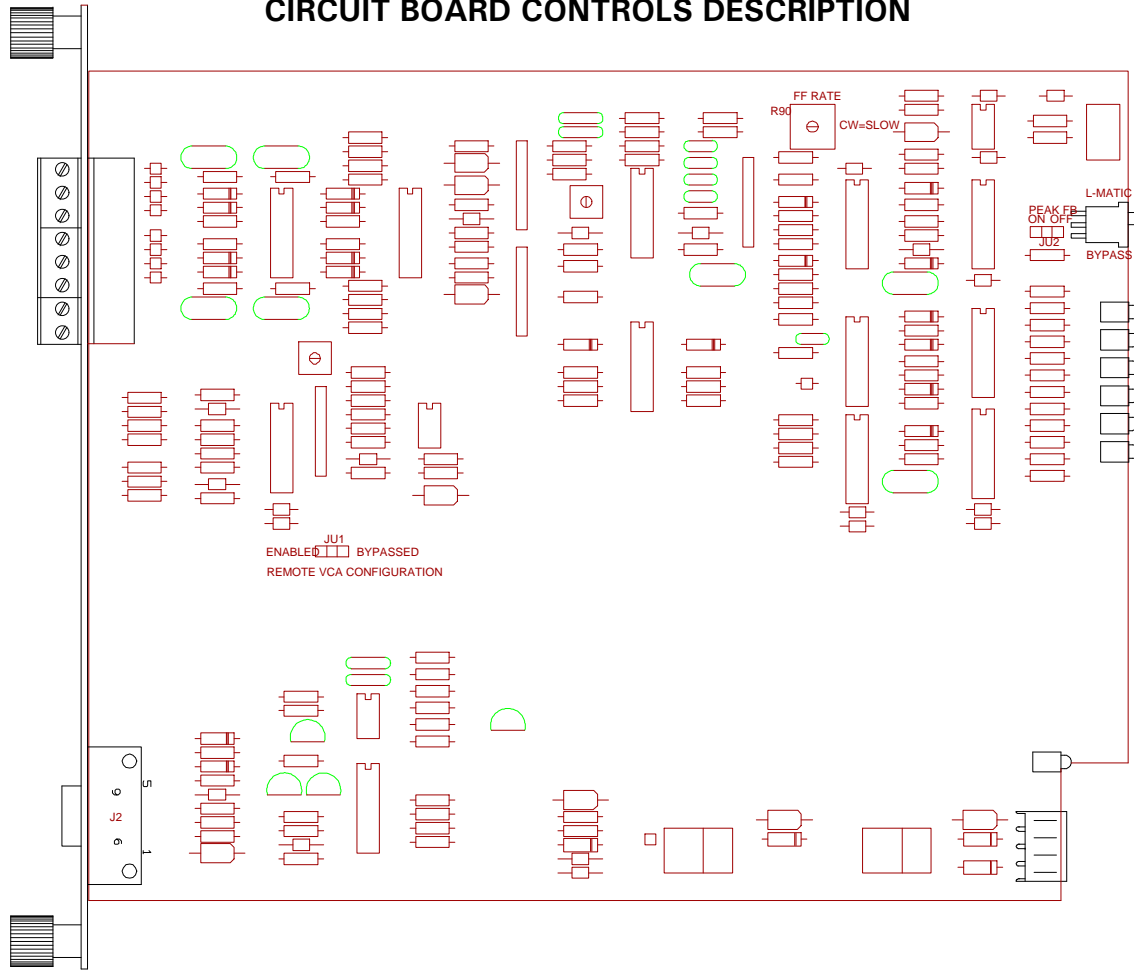 CIRCUIT BOARD CONTROLS DESCRIPTION
FF RATE
R90
CW=SLOW
L-MATIC
PEAK FB
ON OFF
JU2
BYPASS
JU1
ENABLED
BYPASSED
REMOTE VCA CONFIGURATION
5
9
J2
6
1